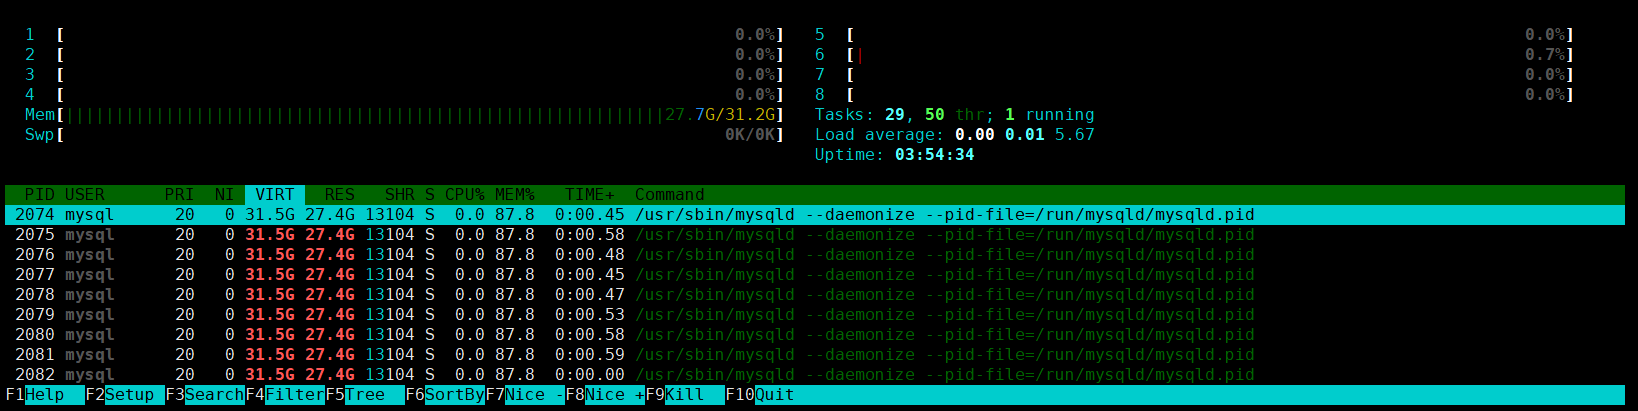 1 [ 0.0%] 5 [ 0.0%]
2 [ 0.0%] 6 [| 0.7%]
3 [ 0.0%] 7 [ 0.0%]
4 [ 0.0%] 8 [ 0.0%]
Mem[||||||||||||||||||||||||||||||||||||||||||||||||||||||||||||27.7G/31.2G] Tasks: 29, 50 thr; 1 running
Swp[ 0K/0K] Load average: 0.00 0.01 5.67
Uptime: 03:54:34
PID USER PRI NI VIRT RES SHR S CPU% MEM% TIME+ Command
2074 mysql 20 0 31.5G 27.4G 13104 S 0.0 87.8 0:00.45 /usr/sbin/mysqld --daemonize --pid-file=/run/mysqld/mysqld.pid
2075 mysql 20 0 31.5G 27.4G 13104 S 0.0 87.8 0:00.58 /usr/sbin/mysqld --daemonize --pid-file=/run/mysqld/mysqld.pid
2076 mysql 20 0 31.5G 27.4G 13104 S 0.0 87.8 0:00.48 /usr/sbin/mysqld --daemonize --pid-file=/run/mysqld/mysqld.pid
2077 mysql 20 0 31.5G 27.4G 13104 S 0.0 87.8 0:00.45 /usr/sbin/mysqld --daemonize --pid-file=/run/mysqld/mysqld.pid
2078 mysql 20 0 31.5G 27.4G 13104 S 0.0 87.8 0:00.47 /usr/sbin/mysqld --daemonize --pid-file=/run/mysqld/mysqld.pid
2079 mysql 20 0 31.5G 27.4G 13104 S 0.0 87.8 0:00.53 /usr/sbin/mysqld --daemonize --pid-file=/run/mysqld/mysqld.pid
2080 mysql 20 0 31.5G 27.4G 13104 S 0.0 87.8 0:00.58 /usr/sbin/mysqld --daemonize --pid-file=/run/mysqld/mysqld.pid
2081 mysql 20 0 31.5G 27.4G 13104 S 0.0 87.8 0:00.59 /usr/sbin/mysqld --daemonize --pid-file=/run/mysqld/mysqld.pid
2082 mysql 20 0 31.5G 27.4G 13104 S 0.0 87.8 0:00.00 /usr/sbin/mysqld --daemonize --pid-file=/run/mysqld/mysqld.pid
F1Help F2Setup F3SearchF4FilterF5Tree F6SortByF7Nice -F8Nice +F9Kill F10Quit